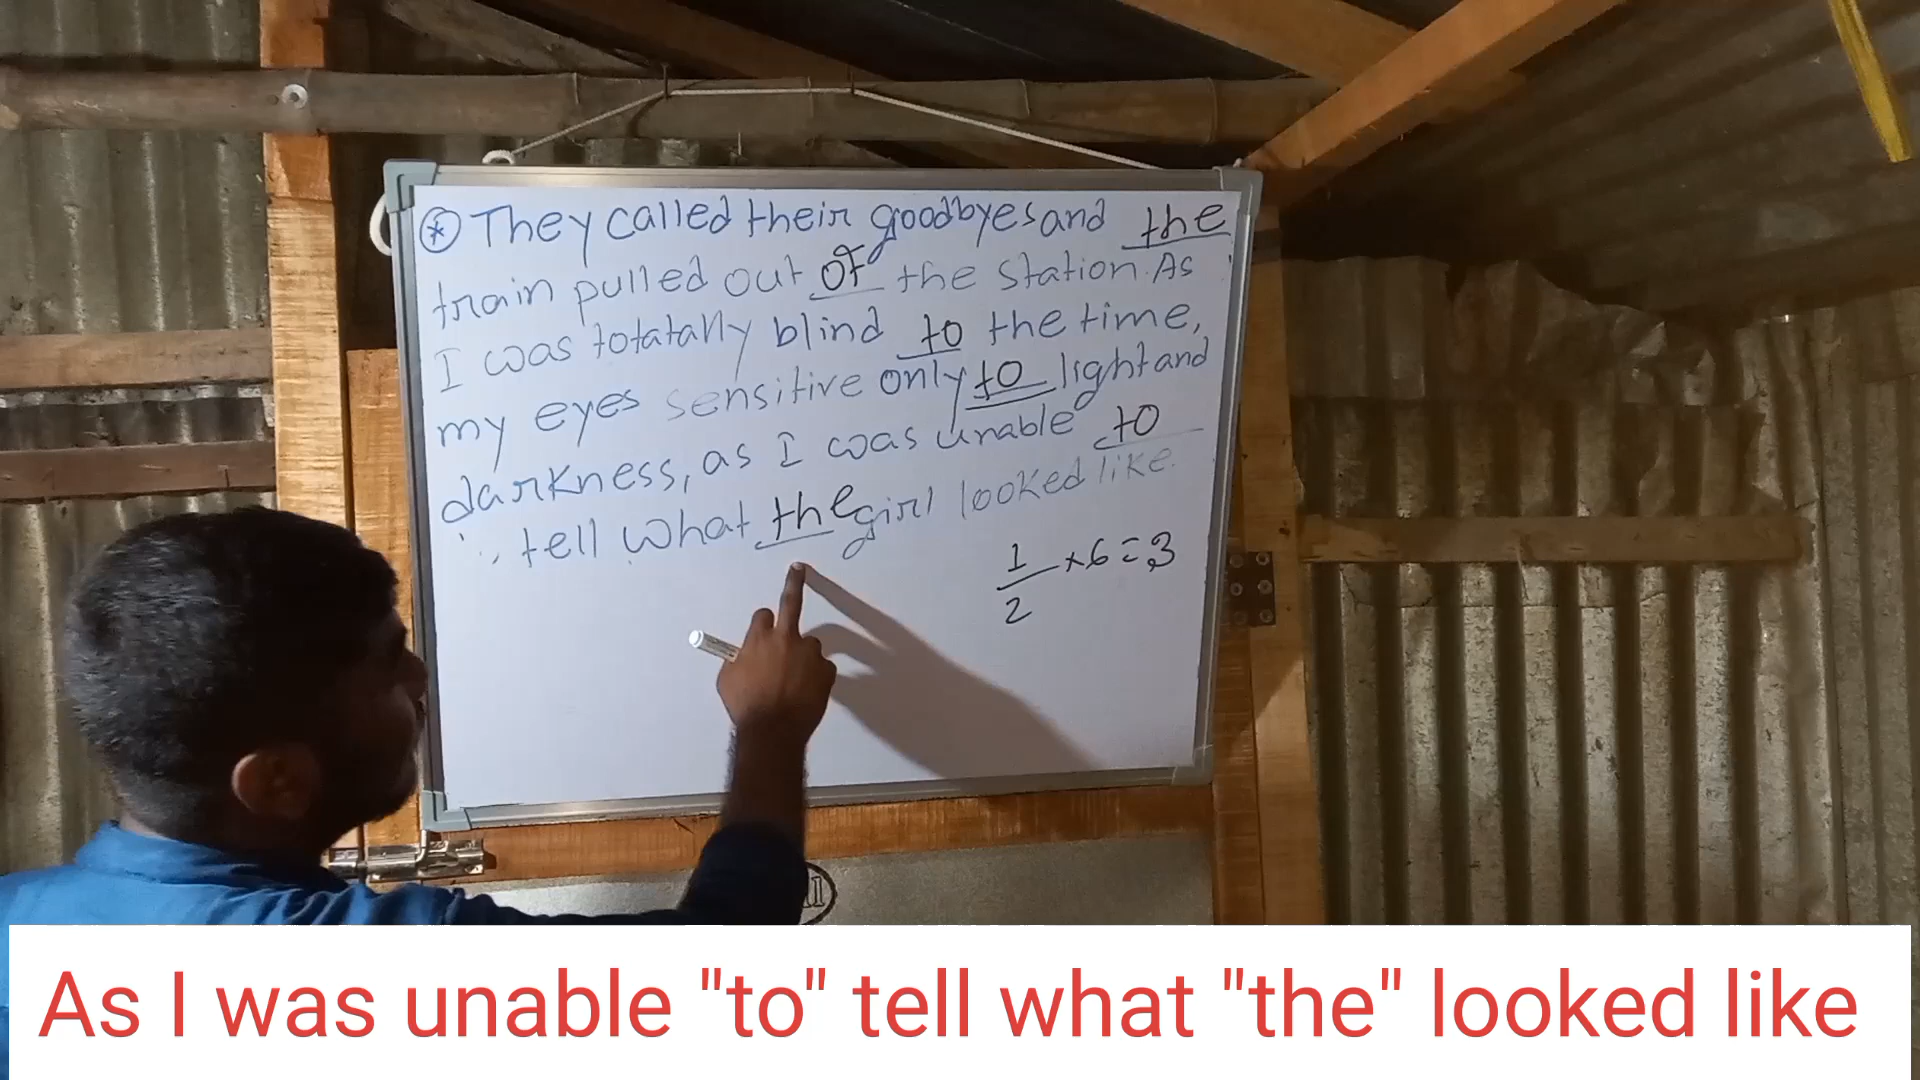 ⊛ They called their goodbyes and the
train pulled out of the station. As
I was totatally blind to the time,
my eyes sensitive only to light and
darkness, as I was unable to
tell what the girl looked like.
1/2 × 6 = 3
As I was unable "to" tell what "the" looked like